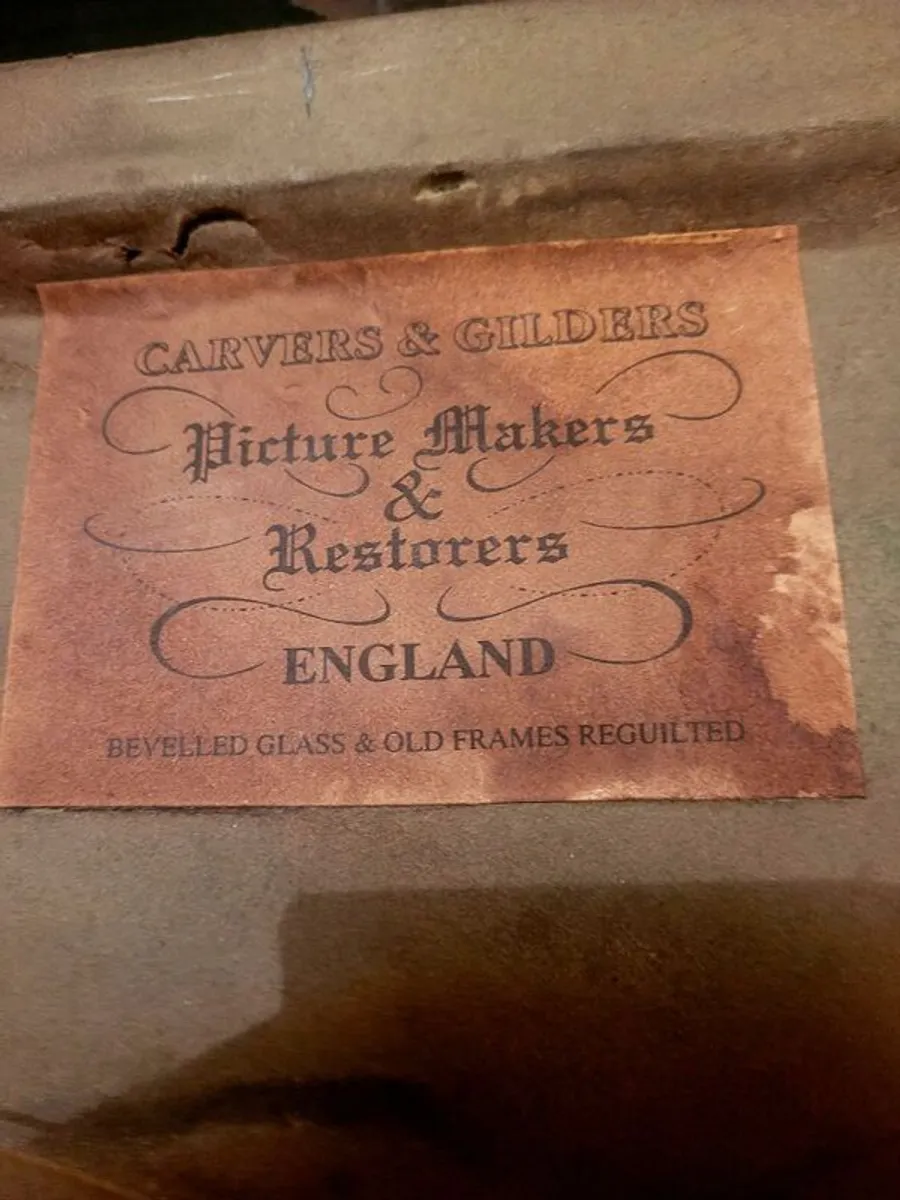 CARVERS & GILDERS
Picture Makers
&
Restorers
ENGLAND
BEVELLED GLASS & OLD FRAMES REGUILTED